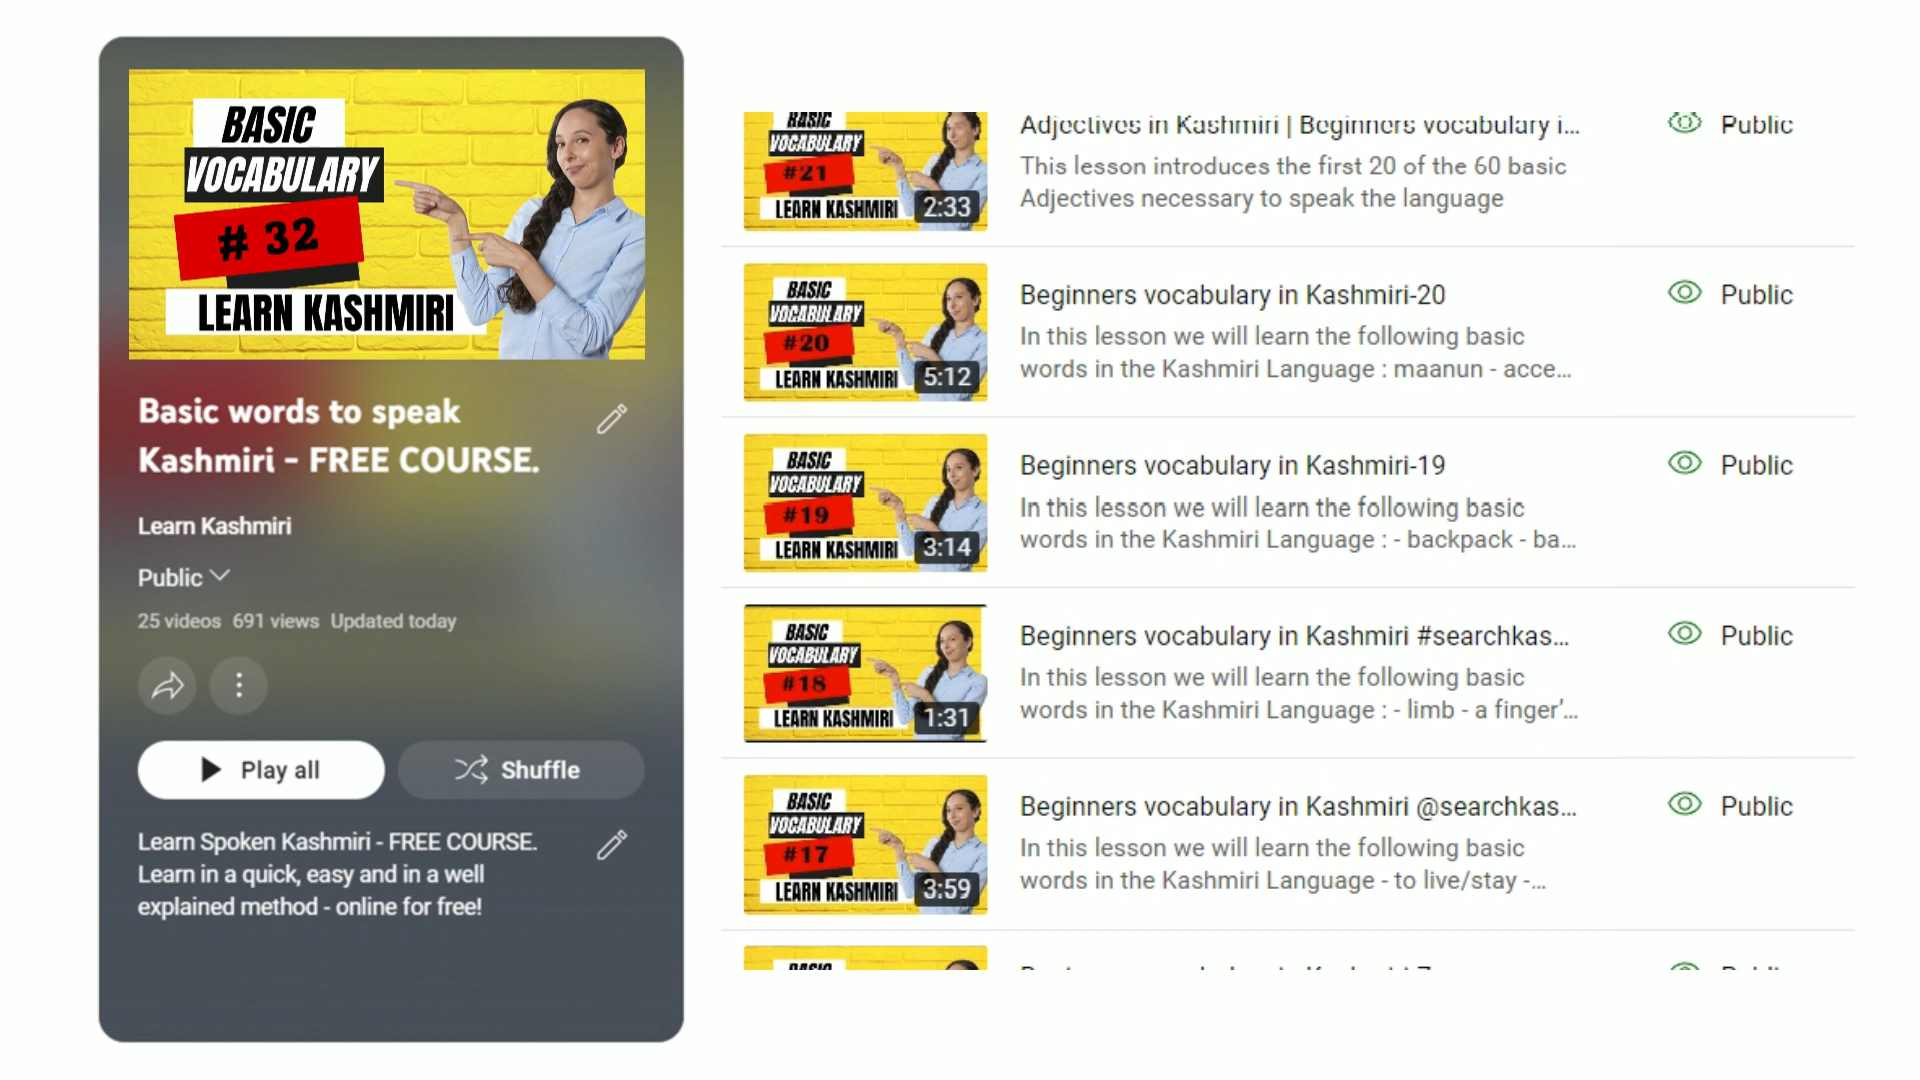 BASIC
VOCABULARY
# 32
LEARN KASHMIRI
Basic words to speak
Kashmiri - FREE COURSE.
Learn Kashmiri
Public
25 videos 691 views Updated today
Play all
Shuffle
Learn Spoken Kashmiri - FREE COURSE.
Learn in a quick, easy and in a well
explained method - online for free!
BASIC
VOCABULARY
#21
LEARN KASHMIRI
2:33
Adjectives in Kashmiri | Beginners vocabulary i...
This lesson introduces the first 20 of the 60 basic
Adjectives necessary to speak the language
Public
BASIC
VOCABULARY
#20
LEARN KASHMIRI
5:12
Beginners vocabulary in Kashmiri-20
In this lesson we will learn the following basic
words in the Kashmiri Language : maanun - acce...
Public
BASIC
VOCABULARY
#19
LEARN KASHMIRI
3:14
Beginners vocabulary in Kashmiri-19
In this lesson we will learn the following basic
words in the Kashmiri Language : - backpack - ba...
Public
BASIC
VOCABULARY
#18
LEARN KASHMIRI
1:31
Beginners vocabulary in Kashmiri #searchkas...
In this lesson we will learn the following basic
words in the Kashmiri Language : - limb - a finger’...
Public
BASIC
VOCABULARY
#17
LEARN KASHMIRI
3:59
Beginners vocabulary in Kashmiri @searchkas...
In this lesson we will learn the following basic
words in the Kashmiri Language - to live/stay -...
Public